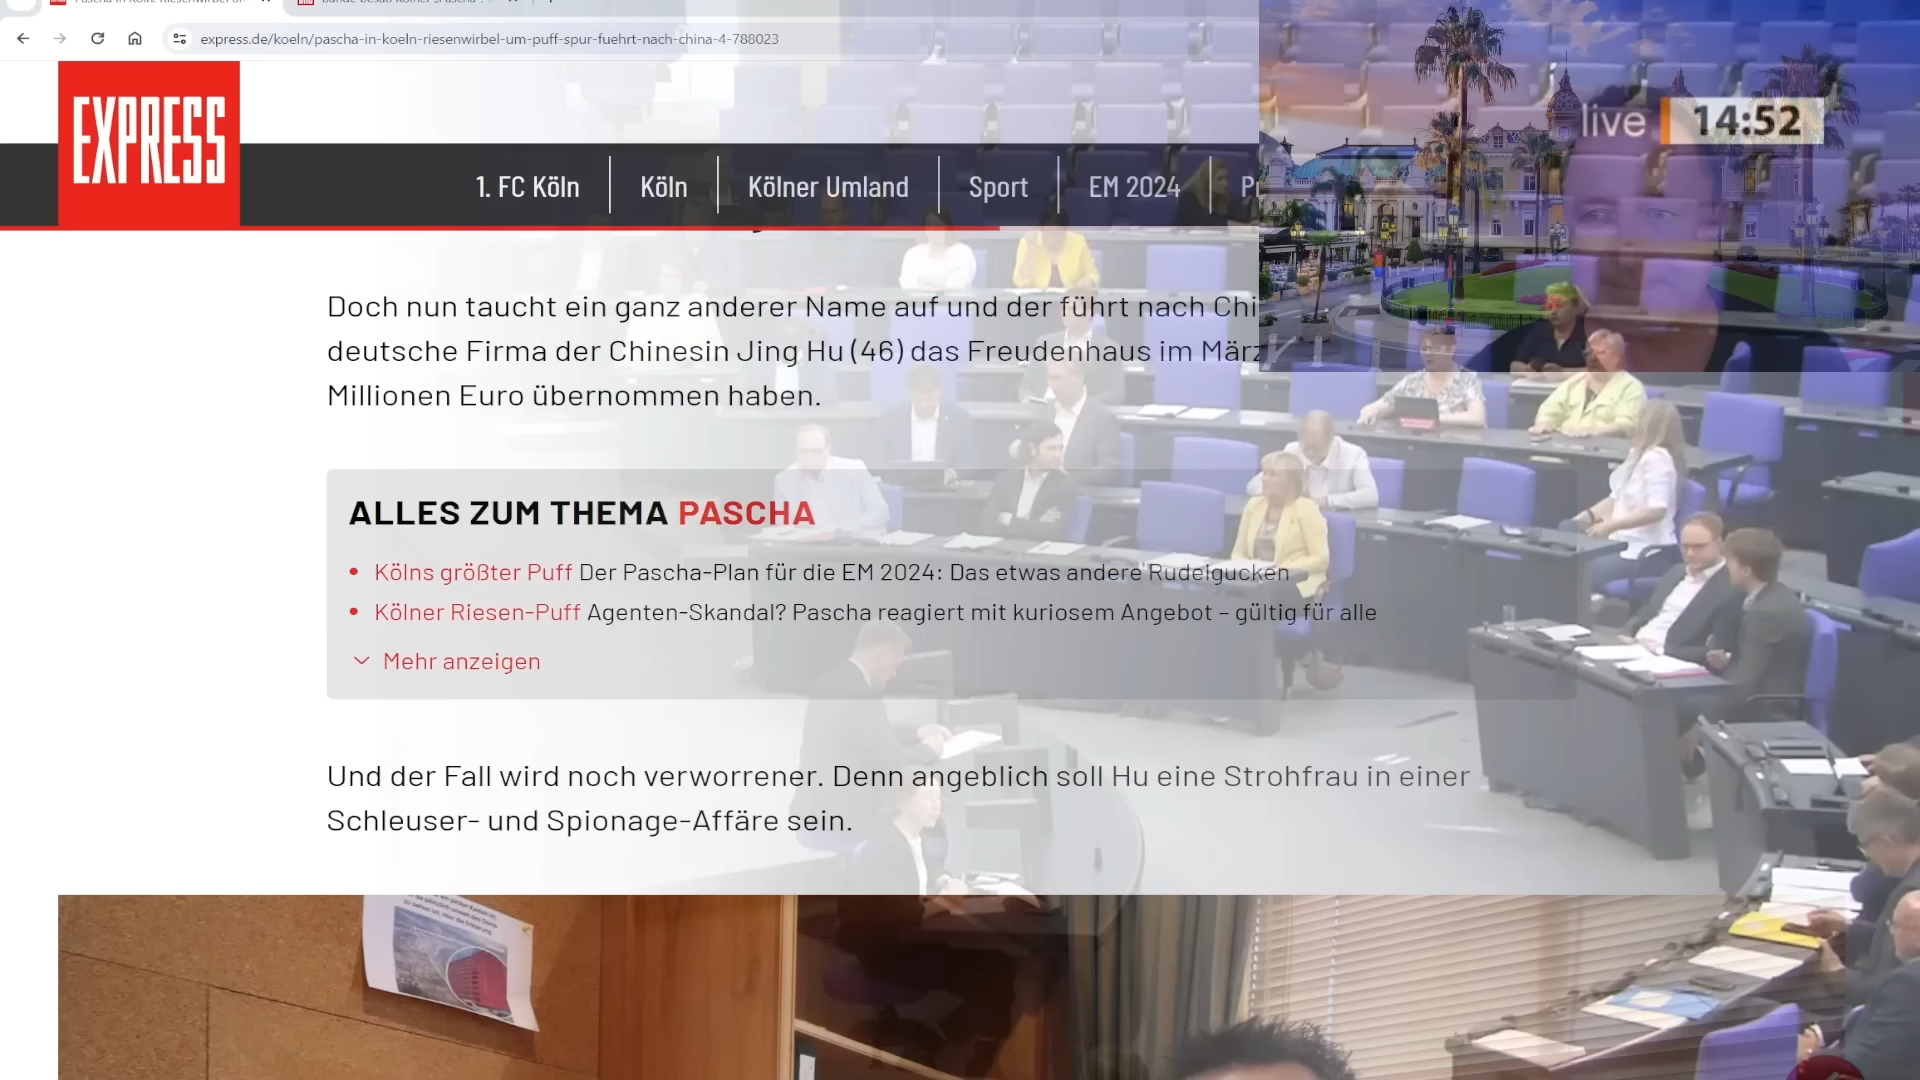 express.de/koeln/pascha-in-koeln-riesenwirbel-um-puff-spur-fuehrt-nach-china-4-788023
EXPRESS
live 14:52
1. FC Köln
Köln
Kölner Umland
Sport
EM 2024
Doch nun taucht ein ganz anderer Name auf und der führt nach Chi
deutsche Firma der Chinesin Jing Hu (46) das Freudenhaus im März
Millionen Euro übernommen haben.
ALLES ZUM THEMA PASCHA
• Kölns größter Puff Der Pascha-Plan für die EM 2024: Das etwas andere Rudelgucken
• Kölner Riesen-Puff Agenten-Skandal? Pascha reagiert mit kuriosem Angebot – gültig für alle
Mehr anzeigen
Und der Fall wird noch verworrener. Denn angeblich soll Hu eine Strohfrau in einer
Schleuser- und Spionage-Affäre sein.